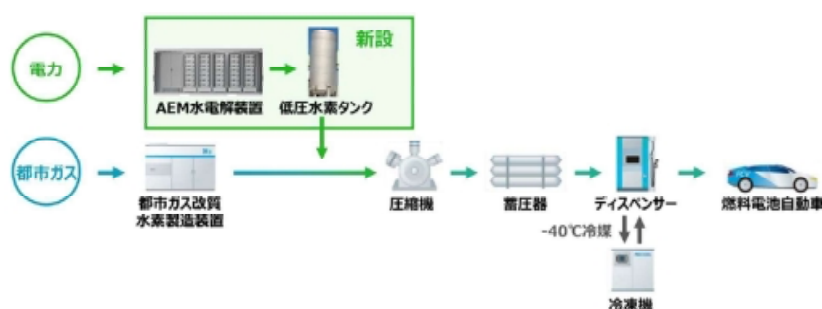 新設
電力
AEM水電解装置
低圧水素タンク
都市ガス
都市ガス改質
水素製造装置
圧縮機
蓄圧器
ディスペンサー
燃料電池自動車
-40℃冷媒
冷凍機